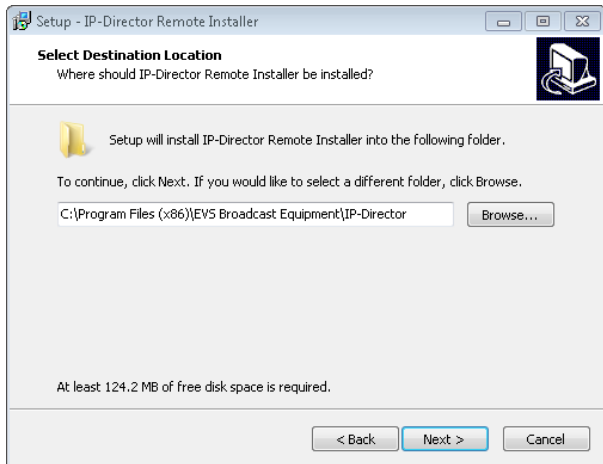 Setup - IP-Director Remote Installer
Select Destination Location
Where should IP-Director Remote Installer be installed?
Setup will install IP-Director Remote Installer into the following folder.
To continue, click Next. If you would like to select a different folder, click Browse.
C:\Program Files (x86)\EVS Broadcast Equipment\IP-Director
Browse...
At least 124.2 MB of free disk space is required.
< Back
Next >
Cancel